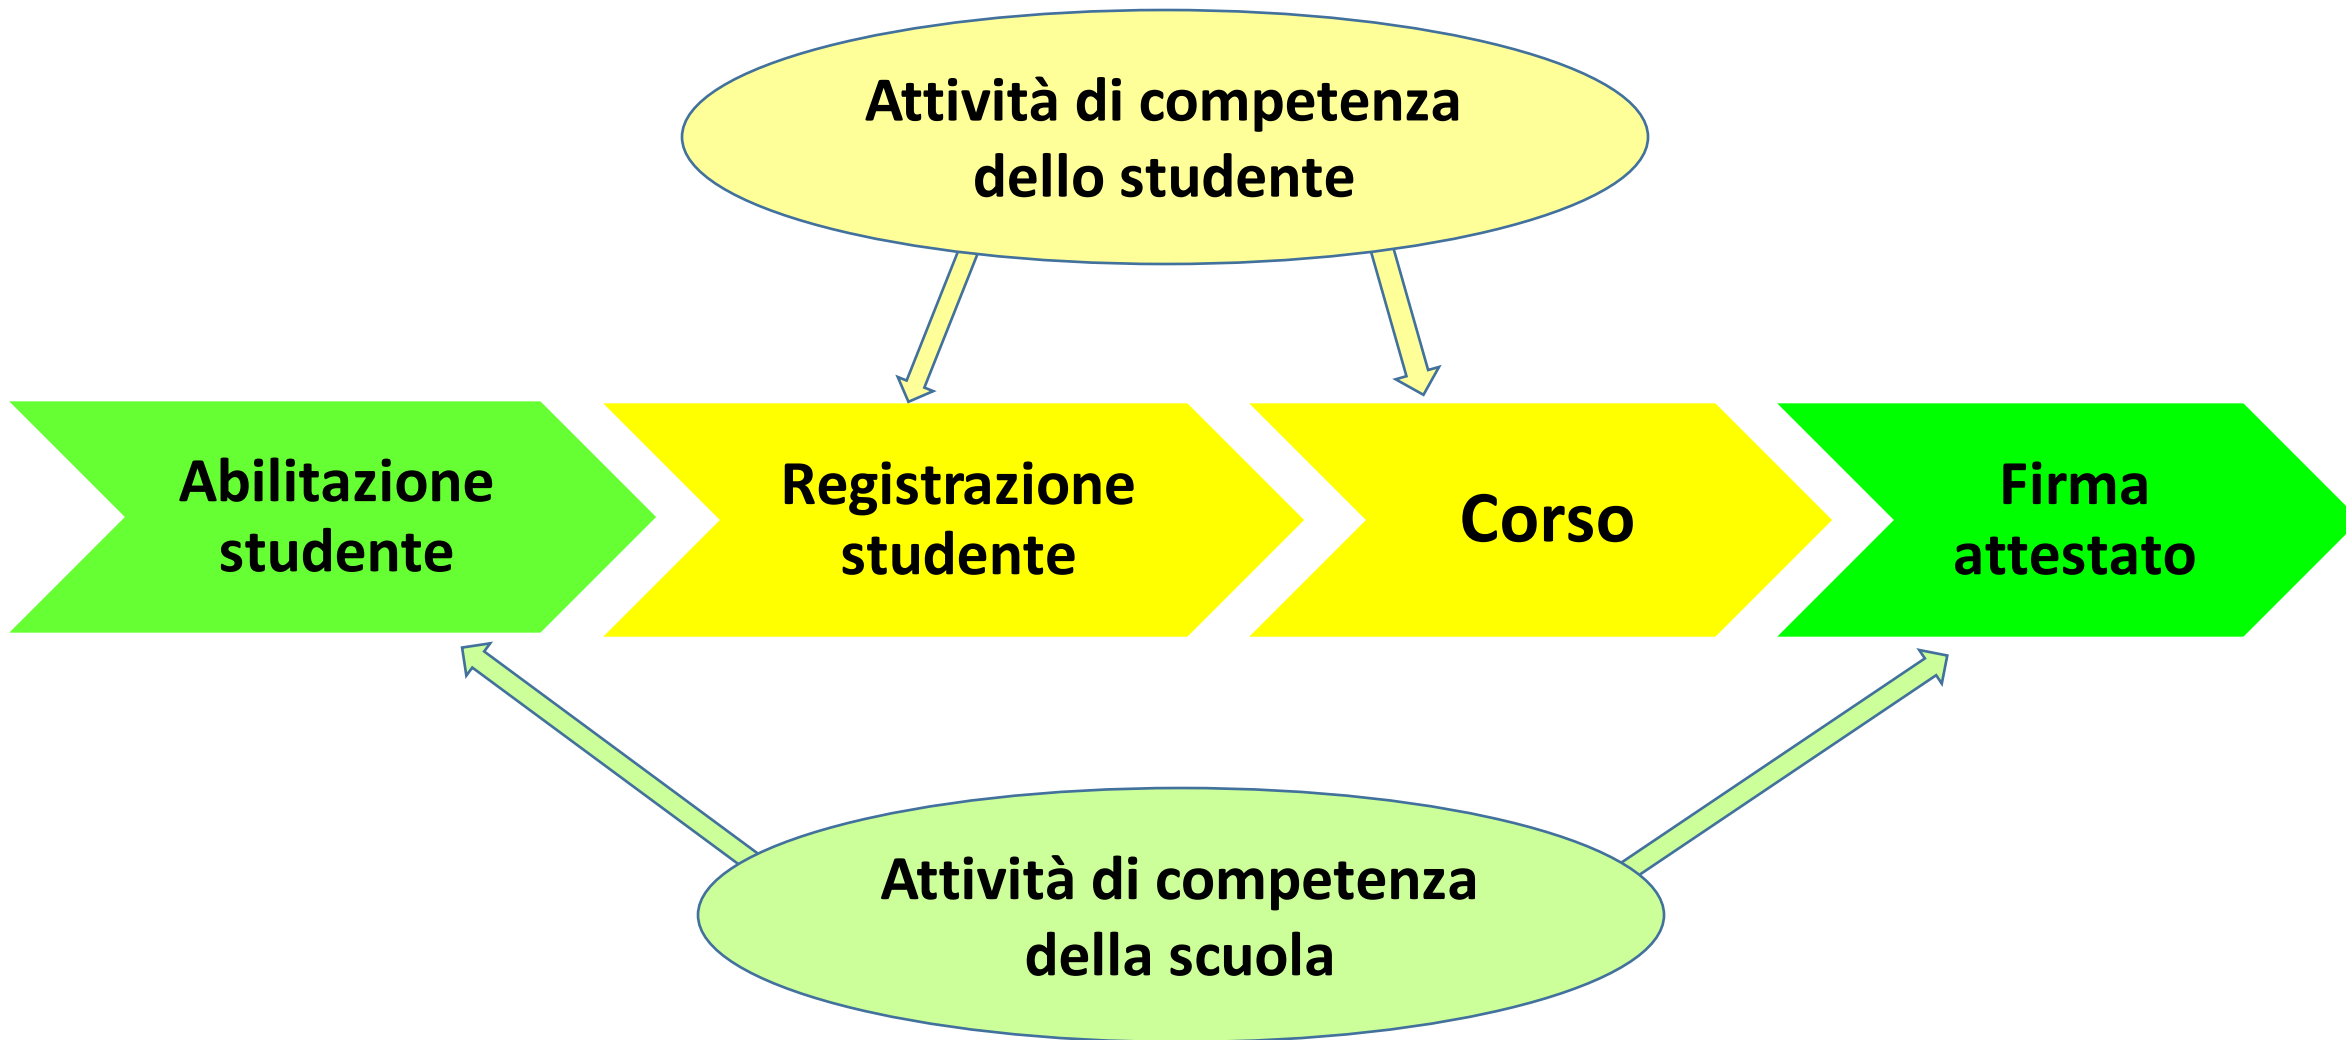 Attività di competenza
dello studente
Abilitazione
studente
Registrazione
studente
Corso
Firma
attestato
Attività di competenza
della scuola